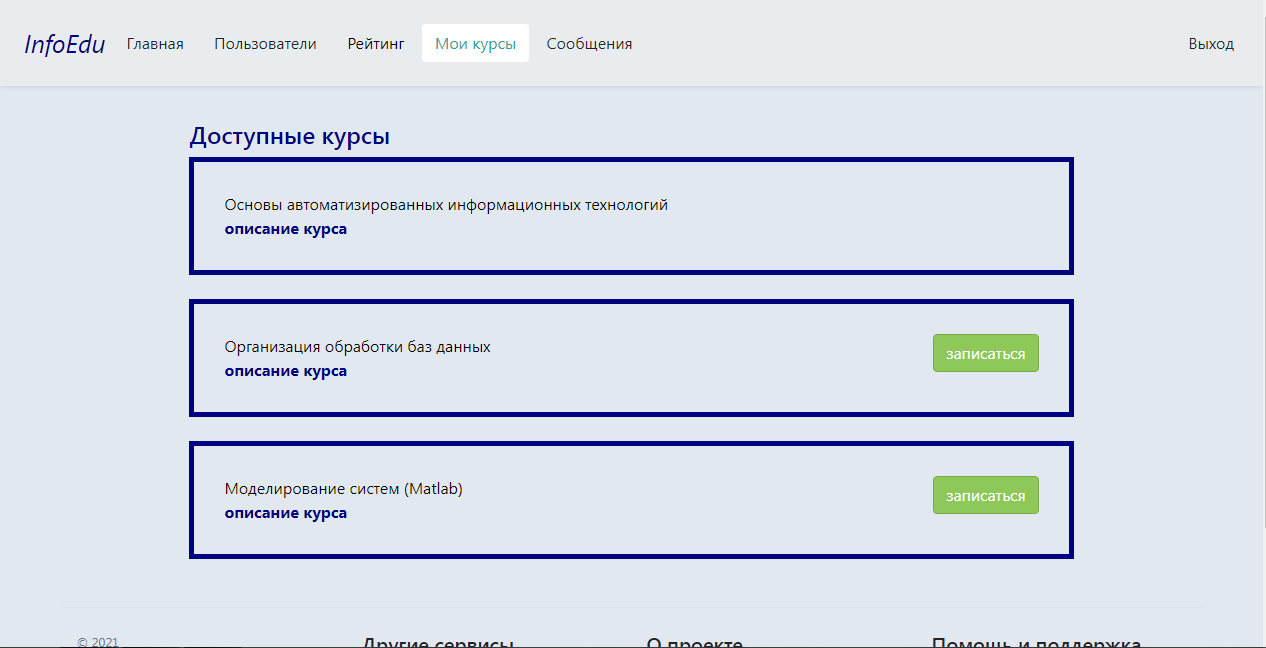 InfoEdu Главная Пользователи Рейтинг Мои курсы Сообщения Выход
Доступные курсы
Основы автоматизированных информационных технологий
описание курса
Организация обработки баз данных
описание курса
записаться
Моделирование систем (Matlab)
описание курса
записаться
© 2021 Другие сервисы О проекте Помощь и поддержка